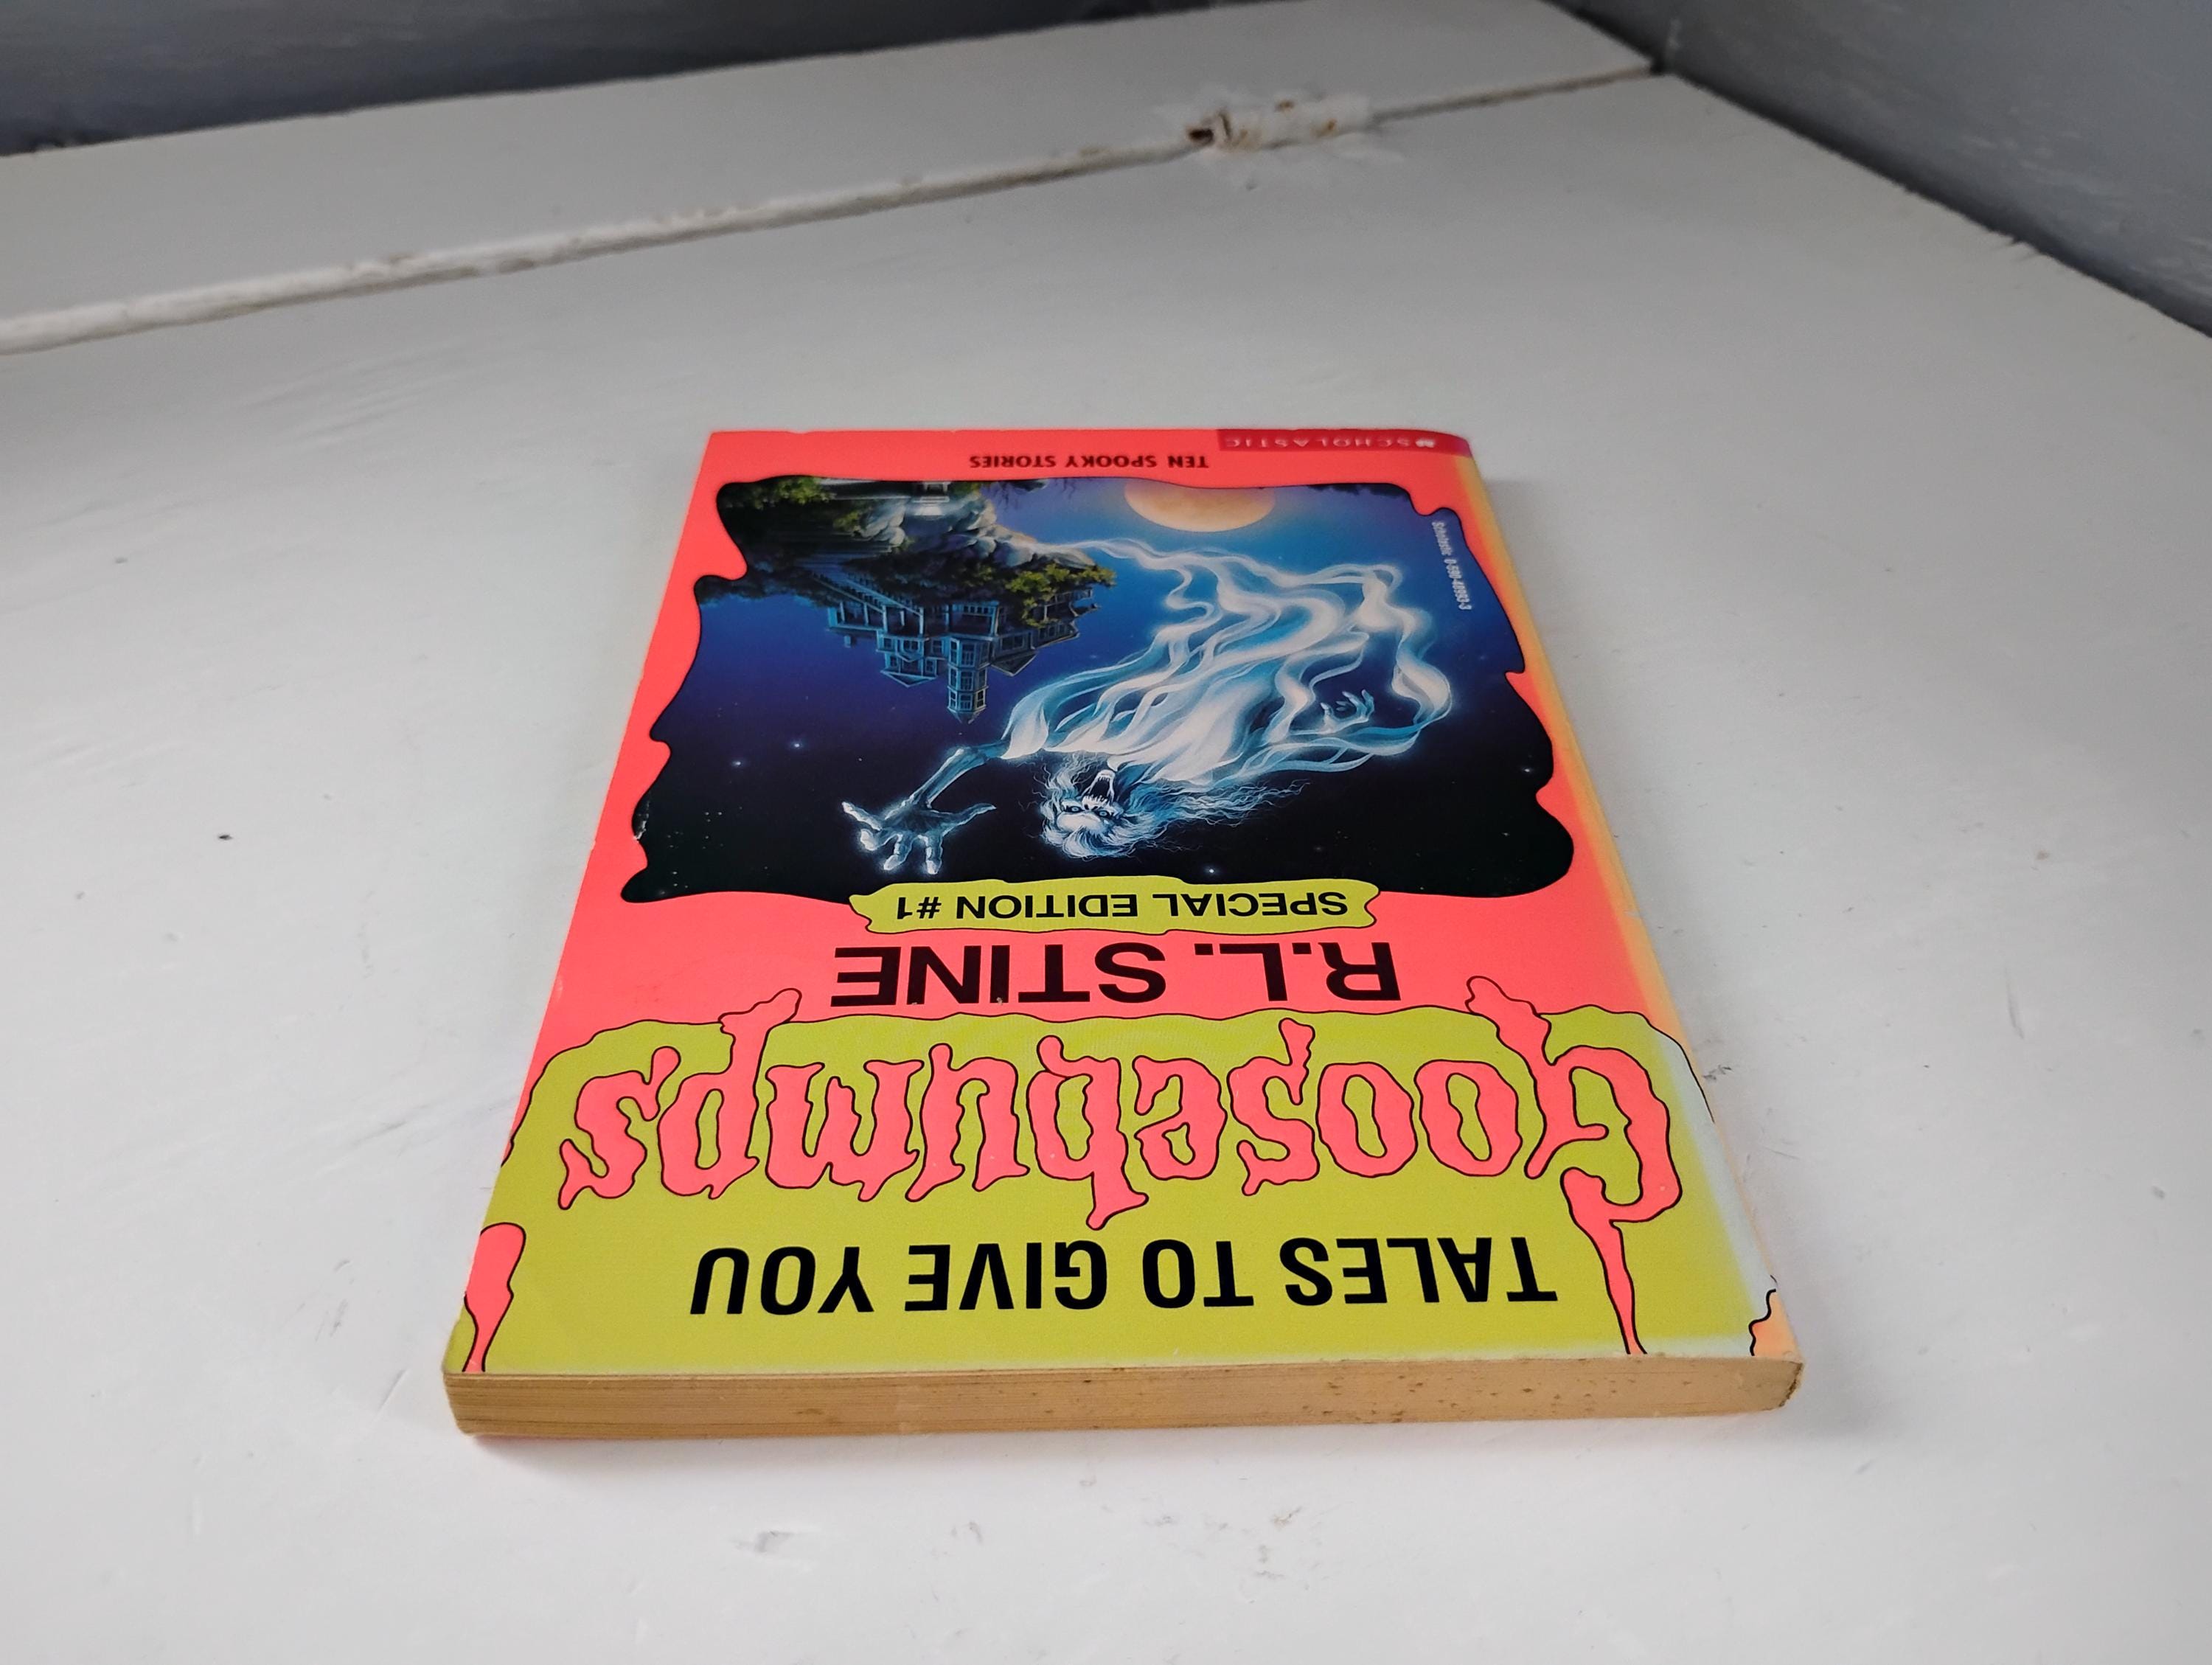 TALES TO GIVE YOU
Goosebumps
R.L. STINE
SPECIAL EDITION #1
TEN SPOOKY STORIES
SCHOLASTIC